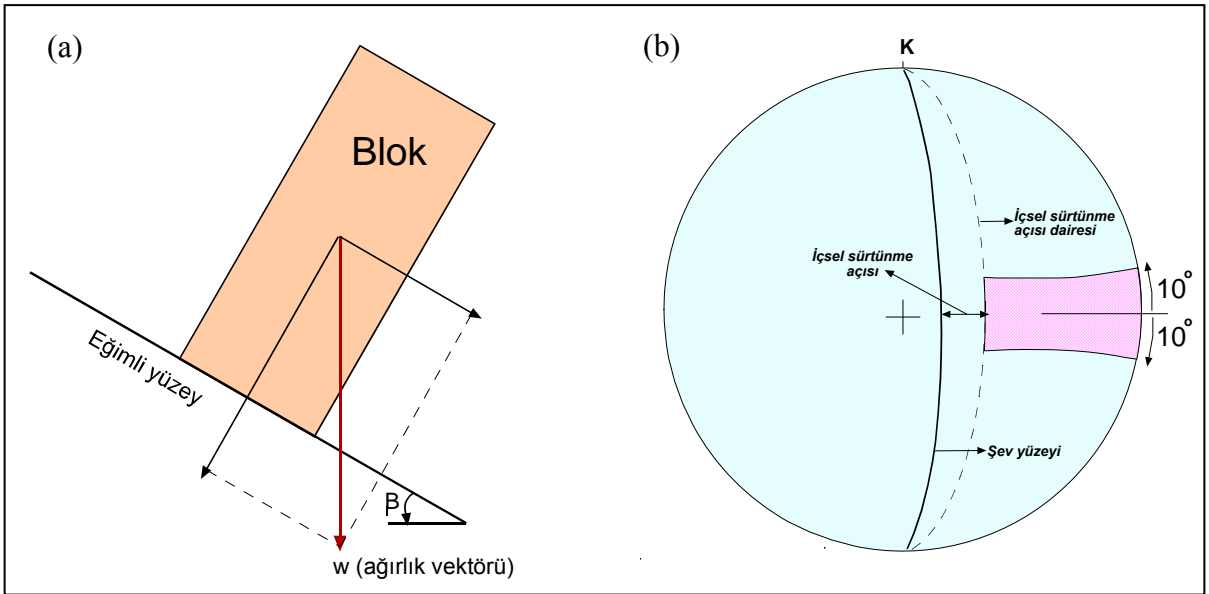 (a)
Blok
Eğimli yüzey
β
w (ağırlık vektörü)
(b)
K
İçsel sürtünme
açısı dairesi
İçsel sürtünme
açısı
10°
10°
Şev yüzeyi